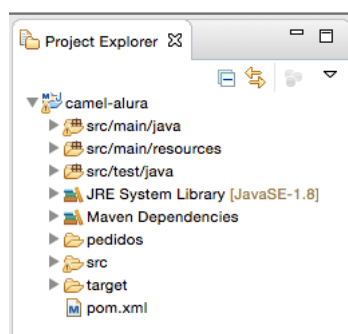 Project Explorer
camel-alura
src/main/java
src/main/resources
src/test/java
JRE System Library [JavaSE-1.8]
Maven Dependencies
pedidos
src
target
pom.xml